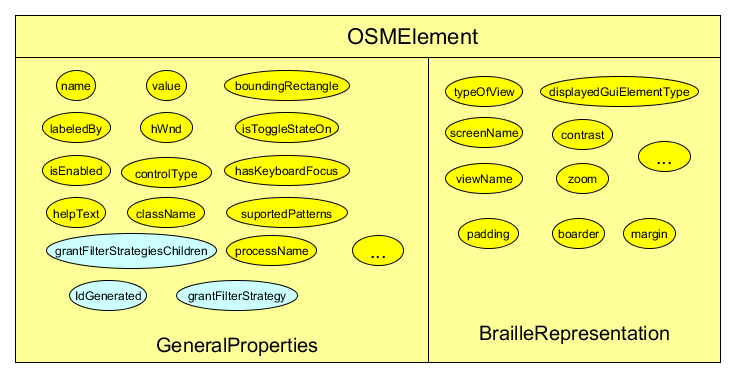 OSMElement
name value boundingRectangle
labeledBy hWnd isToggleStateOn
isEnabled controlType hasKeyboardFocus
helpText className suportedPatterns
grantFilterStrategiesChildren processName ...
IdGenerated grantFilterStrategy
GeneralProperties
typeOfView displayedGuiElementType
screenName contrast ...
viewName zoom
padding boarder margin
BrailleRepresentation